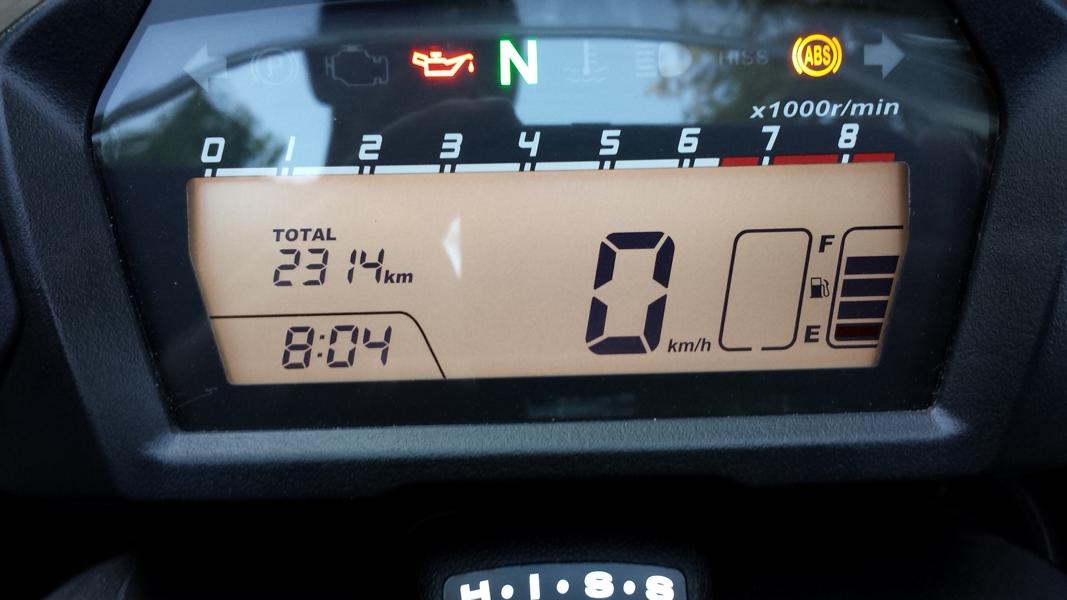 P N HISS ABS
x1000r/min
0 1 2 3 4 5 6 7 8
TOTAL
2314km
8:04
0 km/h
F
E
H·I·S·S